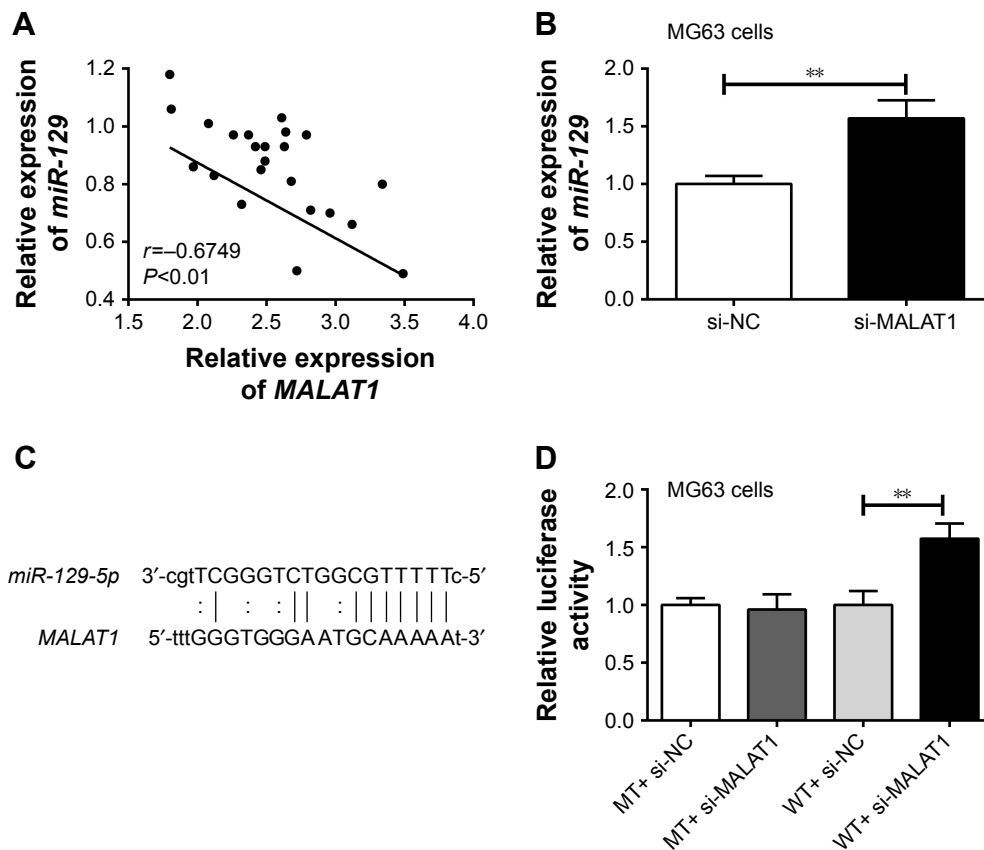 A
Relative expression
of miR-129
1.2
1.0
0.8
0.6
0.4
r=–0.6749
P<0.01
1.5 2.0 2.5 3.0 3.5 4.0
Relative expression
of MALAT1
B
MG63 cells
Relative expression
of miR-129
2.0
1.5
1.0
0.5
0.0
**
si-NC si-MALAT1
C
miR-129-5p 3′-cgtTCGGGTCTGGCGTTTTTc-5′
: | : : || : |||||||
MALAT1 5′-tttGGGTGGGAATGCAAAAAt-3′
D
MG63 cells
Relative luciferase
activity
2.0
1.5
1.0
0.5
0.0
**
MT+ si-NC
MT+ si-MALAT1
WT+ si-NC
WT+ si-MALAT1